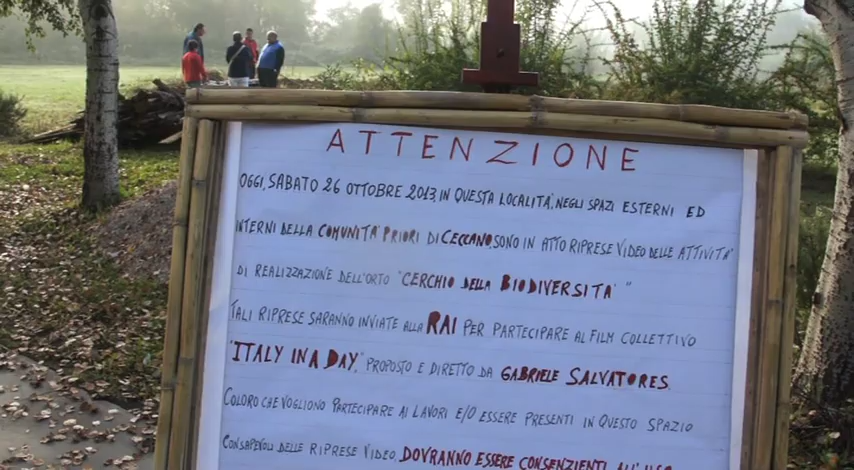 ATTENZIONE
OGGI, SABATO 26 OTTOBRE 2013, IN QUESTA LOCALITA', NEGLI SPAZI ESTERNI ED
INTERNI DELLA COMUNITA' PRIORI DI CECCANO, SONO IN ATTO RIPRESE VIDEO DELLE ATTIVITA'
DI REALIZZAZIONE DELL'ORTO "CERCHIO DELLA BIODIVERSITA'"
TALI RIPRESE SARANNO INVIATE ALLA RAI PER PARTECIPARE AL FILM COLLETTIVO
"ITALY IN A DAY", PROPOSTO E DIRETTO DA GABRIELE SALVATORES.
COLORO CHE VOGLIONO PARTECIPARE AI LAVORI E/O ESSERE PRESENTI IN QUESTO SPAZIO
CONSAPEVOLI DELLE RIPRESE VIDEO, DOVRANNO ESSERE CONSENZIENTI ALL'USO